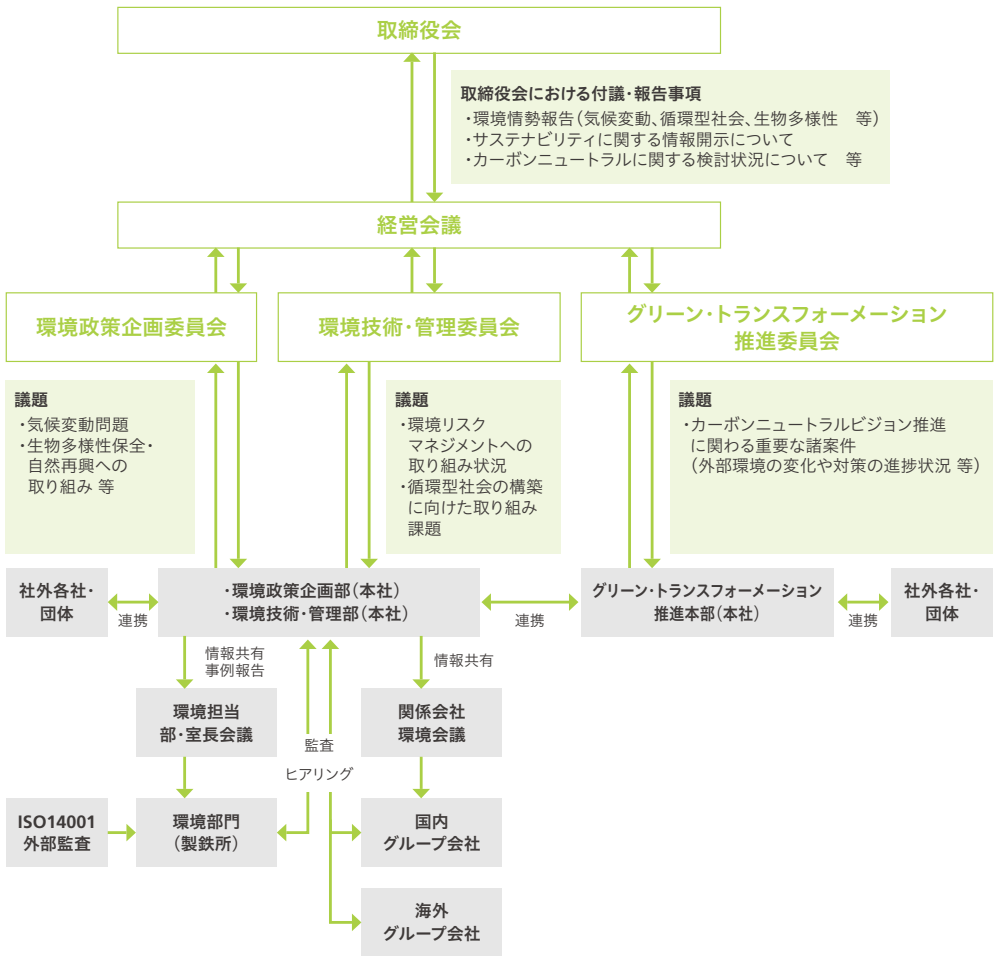 取締役会
取締役会における付議・報告事項
・環境情勢報告(気候変動、循環型社会、生物多様性　等)
・サステナビリティに関する情報開示について
・カーボンニュートラルに関する検討状況について　等
経営会議
環境政策企画委員会
環境技術・管理委員会
グリーン・トランスフォーメーション
推進委員会
議題
・気候変動問題
・生物多様性保全・
自然再興への
取り組み 等
議題
・環境リスク
マネジメントへの
取り組み状況
・循環型社会の構築
に向けた取り組み
課題
議題
・カーボンニュートラルビジョン推進
に関わる重要な諸案件
(外部環境の変化や対策の進捗状況 等)
社外各社・
団体
連携
・環境政策企画部(本社)
・環境技術・管理部(本社)
連携
グリーン・トランスフォーメーション
推進本部(本社)
連携
社外各社・
団体
情報共有
事例報告
情報共有
環境担当
部・室長会議
関係会社
環境会議
監査
ヒアリング
ISO14001
外部監査
環境部門
(製鉄所)
国内
グループ会社
海外
グループ会社